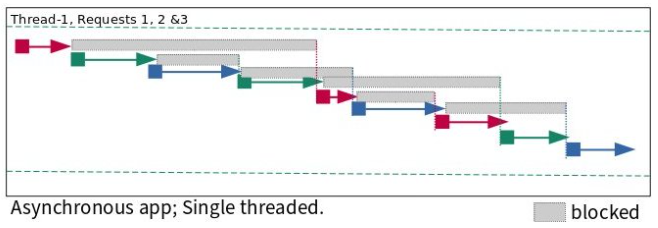 Thread-1, Requests 1, 2 &3
Asynchronous app; Single threaded.
blocked